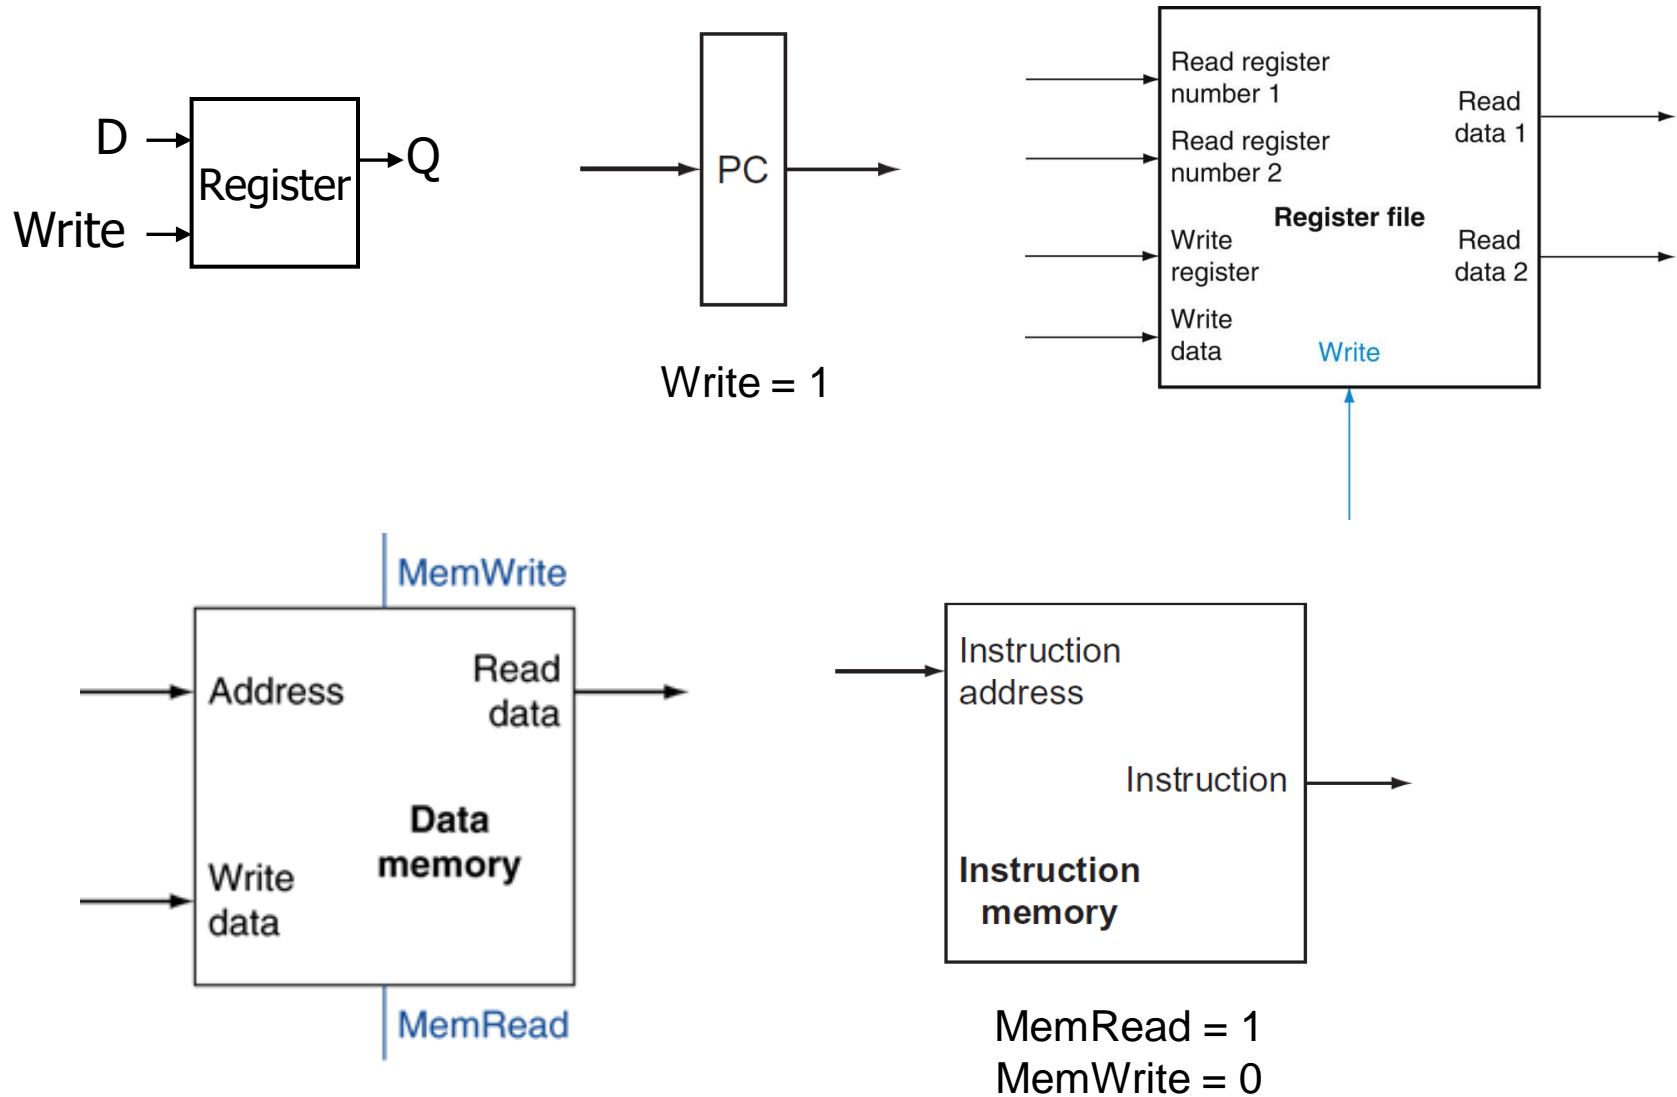 D
Write
Register
Q
PC
Write = 1
Read register
number 1
Read register
number 2
Write
register
Write
data
Register file
Read
data 1
Read
data 2
Write
MemWrite
Address
Read
data
Data
memory
Write
data
MemRead
Instruction
address
Instruction
Instruction
memory
MemRead = 1
MemWrite = 0